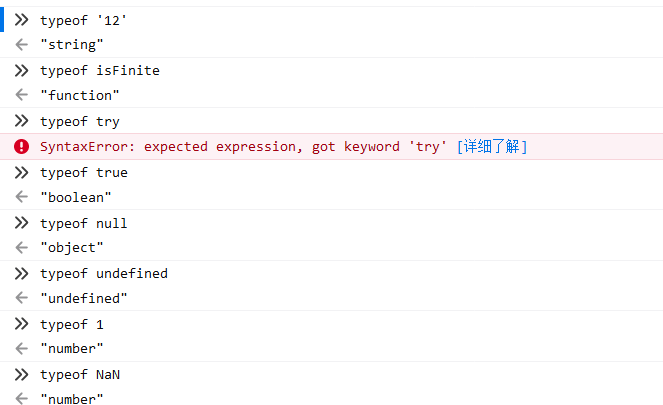 typeof '12'
"string"
typeof isFinite
"function"
typeof try
SyntaxError: expected expression, got keyword 'try' [详细了解]
typeof true
"boolean"
typeof null
"object"
typeof undefined
"undefined"
typeof 1
"number"
typeof NaN
"number"